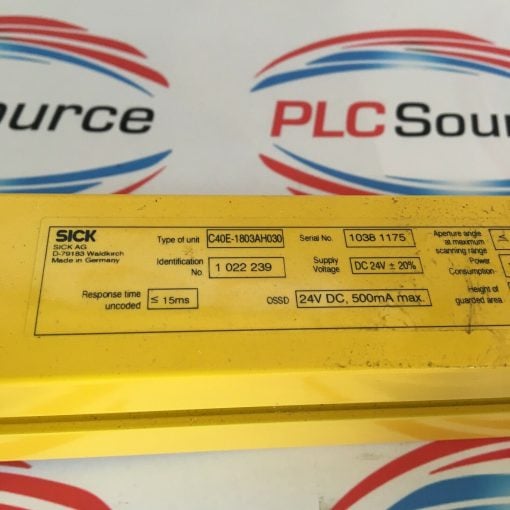 ource
PLC Sour
SICK
SICK AG
D-79183 Waldkirch
Made in Germany
Type of unit C40E-1803AH030
Serial No. 1038 1175
Aperture angle
at maximum
scanning range
Identification
No. 1 022 239
Supply
Voltage DC 24V ± 20%
Power
Consumption
Response time
uncoded ≤ 15ms
OSSD 24V DC, 500mA max.
Height of
guarded area
PLC Source